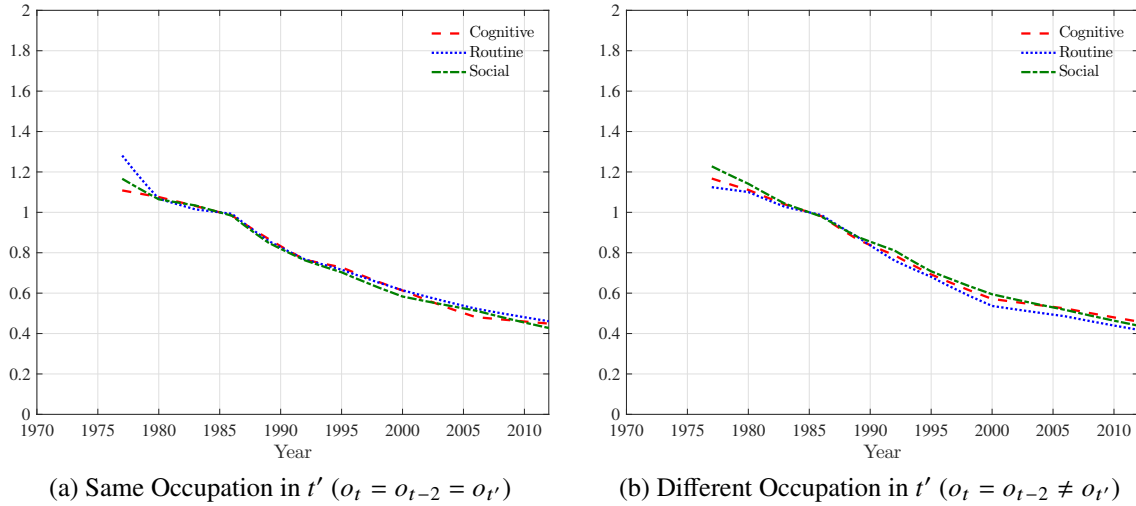 2
1.8
1.6
1.4
1.2
1
0.8
0.6
0.4
0.2
0
1970 1975 1980 1985 1990 1995 2000 2005 2010
Year
Cognitive
Routine
Social
(a) Same Occupation in t′ (oₜ = oₜ₋₂ = oₜ′)
2
1.8
1.6
1.4
1.2
1
0.8
0.6
0.4
0.2
0
1970 1975 1980 1985 1990 1995 2000 2005 2010
Year
Cognitive
Routine
Social
(b) Different Occupation in t′ (oₜ = oₜ₋₂ ≠ oₜ′)